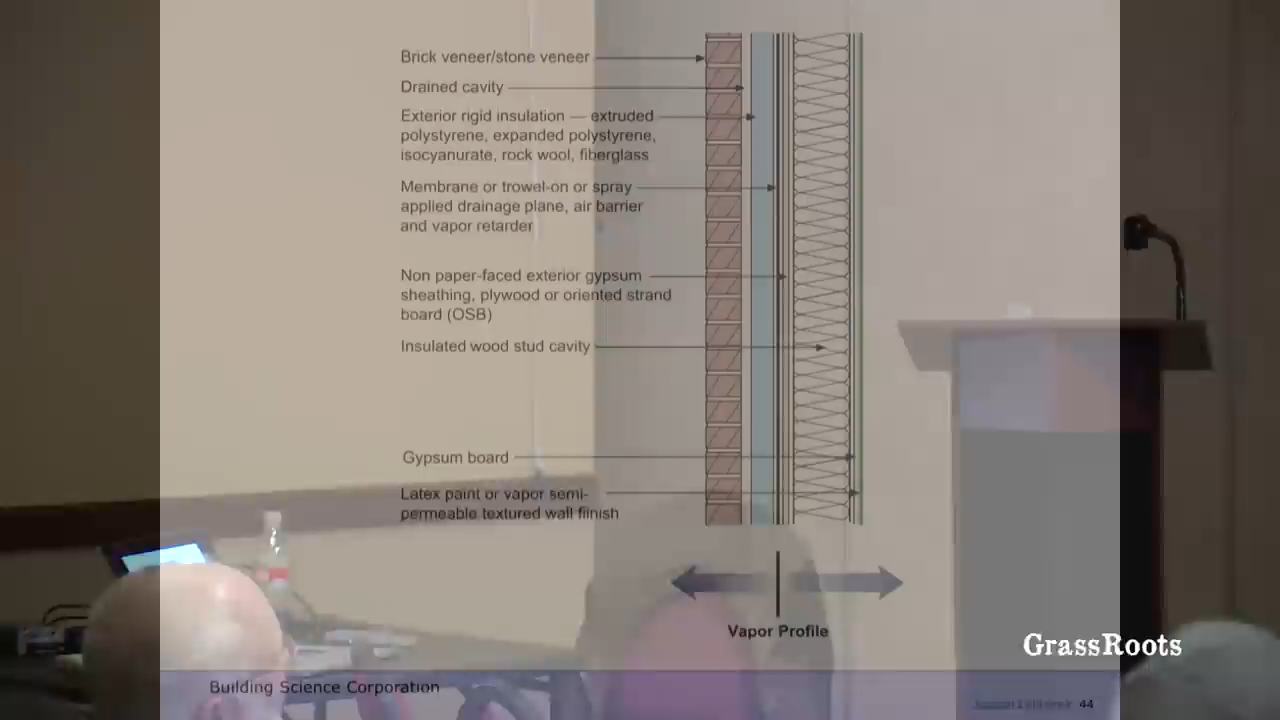 Brick veneer/stone veneer
Drained cavity
Exterior rigid insulation — extruded
polystyrene, expanded polystyrene,
isocyanurate, rock wool, fiberglass
Membrane or trowel-on or spray
applied drainage plane, air barrier
and vapor retarder
Non paper-faced exterior gypsum
sheathing, plywood or oriented strand
board (OSB)
Insulated wood stud cavity
Gypsum board
Latex paint or vapor semi-
permeable textured wall fiinish
Vapor Profile
GrassRoots
Building Science Corporation
44